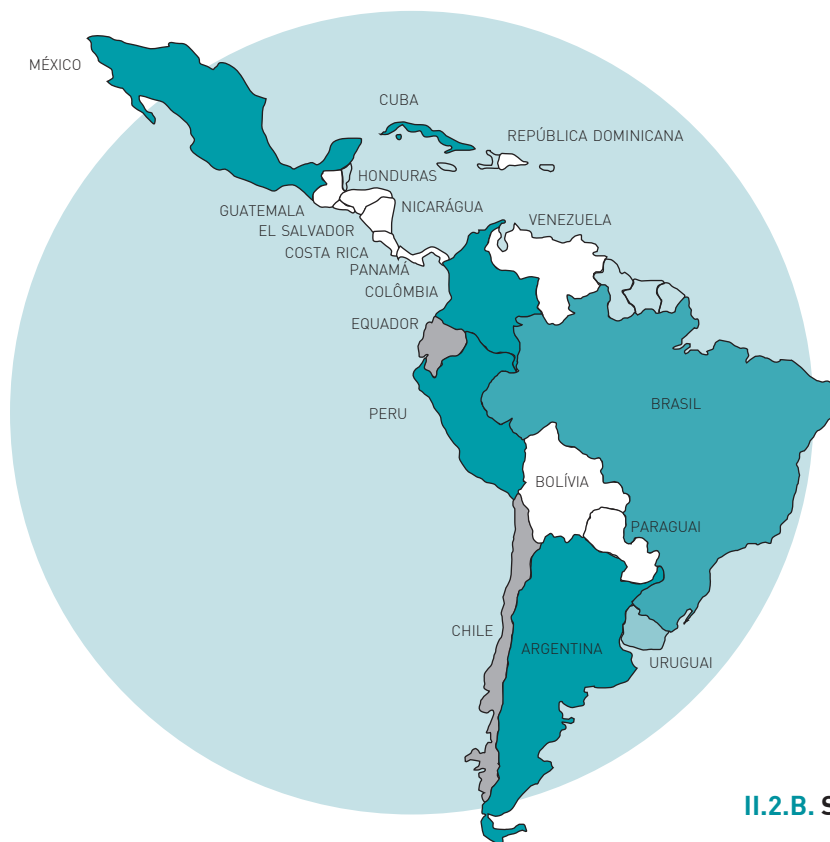 MÉXICO
CUBA
REPÚBLICA DOMINICANA
HONDURAS
GUATEMALA
NICARÁGUA
VENEZUELA
EL SALVADOR
COSTA RICA
PANAMÁ
COLÔMBIA
EQUADOR
BRASIL
PERU
BOLÍVIA
PARAGUAI
CHILE
ARGENTINA
URUGUAI
II.2.B. S